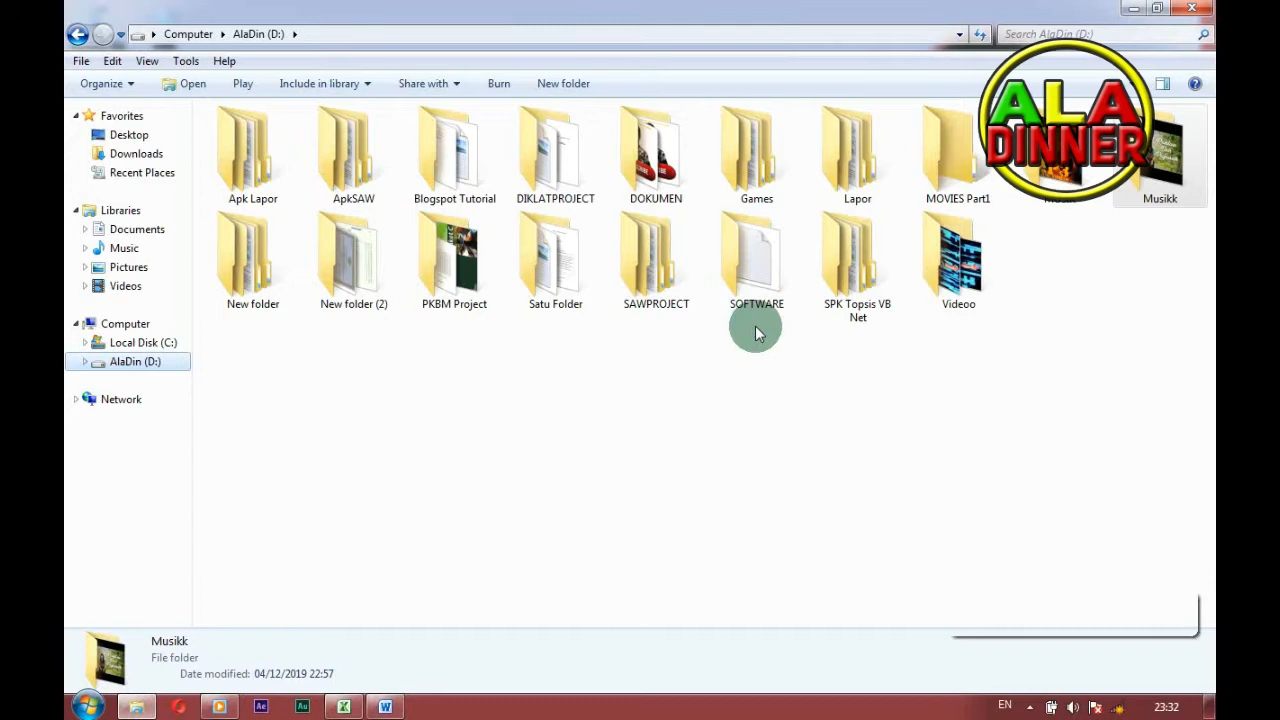 Computer AlaDin (D:) Search AlaDin (D:)
File Edit View Tools Help
Organize Open Include in library Play Share with Burn New folder
ALA
DINNER
Favorites
Desktop
Downloads
Recent Places
Libraries
Documents
Music
Pictures
Videos
Computer
Local Disk (C:)
AlaDin (D:)
Network
Apk Lapor ApkSAW Blogspot Tutorial DIKLATPROJECT DOKUMEN Games Lapor MOVIES Part1 Musikk
New folder New folder (2) PKBM Project Satu Folder SAWPROJECT SOFTWARE SPK Topsis VB Net Videoo
Musikk
File folder
Date modified: 04/12/2019 22:57
Ae Au EN 23:32